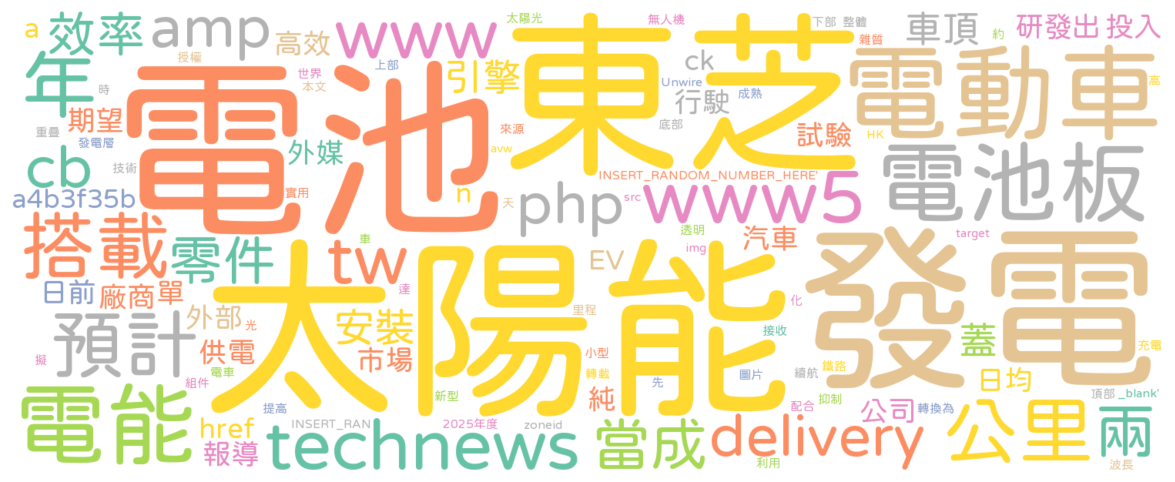 a 效率 amp 高效 www 東芝 太陽光 無人機 下部 整體 車頂 約 研發出 投入
授權 上部 雜質
年 時 世界 本文 引擎 ck Unwire 成熟 電動車 高
期望 電池 行駛
重疊 來源 底部 試驗 HK
發電層 外媒 avw
cb 技術 INSERT_RANDOM_NUMBER_HERE' 電池板
a4b3f35b 實用 n 天 php src www5
搭載 零件 車 tw 透明 汽車 target
EV img
日前 廠商 單 達 太陽能 化 發電
預計 外部 光 安裝 里程 接收 蓋 充電
擬 供電 市場 小型
電車 轉載 先 圖片 鐵路 日均
組件 續航
電能 新型 純 抑制 頂部 _blank'
提高 配合 公司 轉換為
href INSERT_RAN 2025年度 zoneid 公里 兩
報導 technews 當成 delivery
利用 波長